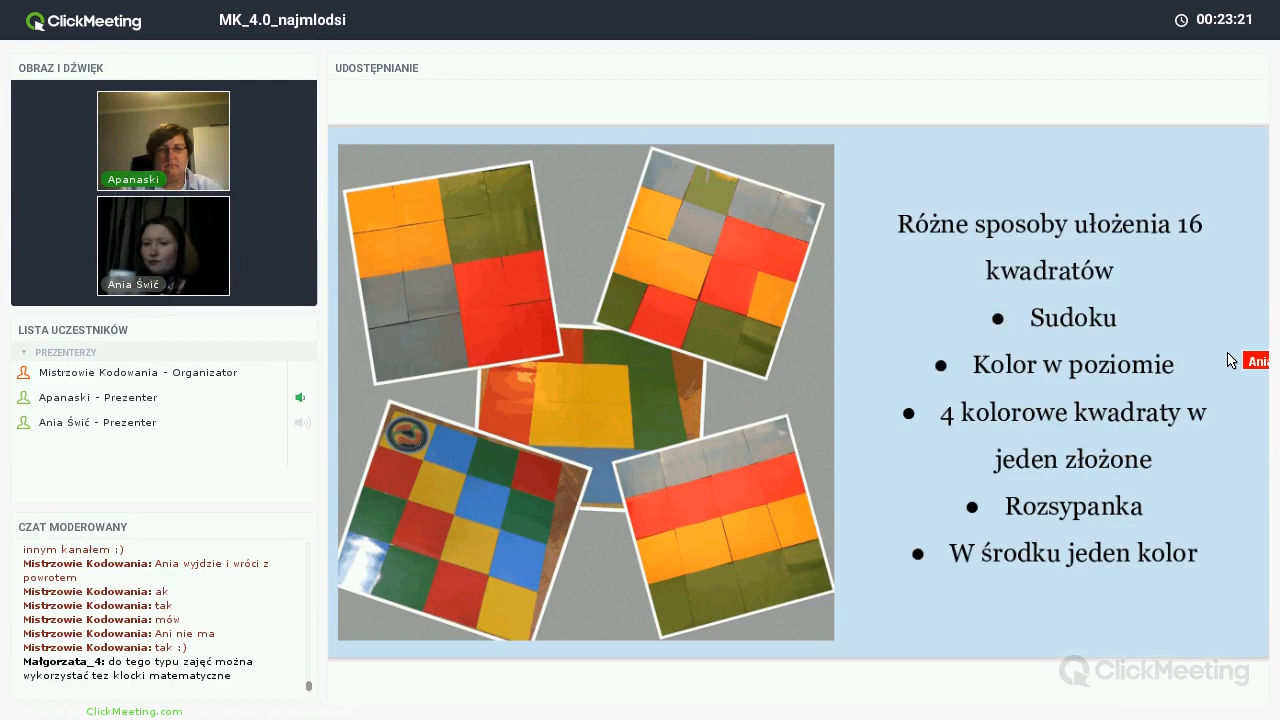 ClickMeeting
MK_4.0_najmlodsi
00:23:21
OBRAZ I DŹWIĘK
Apanaski
Ania Świć
LISTA UCZESTNIKÓW
PREZENTERZY
Mistrzowie Kodowania - Organizator
Apanaski - Prezenter
Ania Świć - Prezenter
CZAT MODEROWANY
innym kanałem :)
Mistrzowie Kodowania: Ania wyjdzie i wróci z
powrotem
Mistrzowie Kodowania: ak
Mistrzowie Kodowania: tak
Mistrzowie Kodowania: mów
Mistrzowie Kodowania: Ani nie ma
Mistrzowie Kodowania: tak :)
Małgorzata_4: do tego typu zajęć można
wykorzystać tez klocki matematyczne
ClickMeeting.com
UDOSTĘPNIANIE
Różne sposoby ułożenia 16
kwadratów
● Sudoku
● Kolor w poziomie
● 4 kolorowe kwadraty w
jeden złożone
● Rozsypanka
● W środku jeden kolor
Ania
ClickMeeting